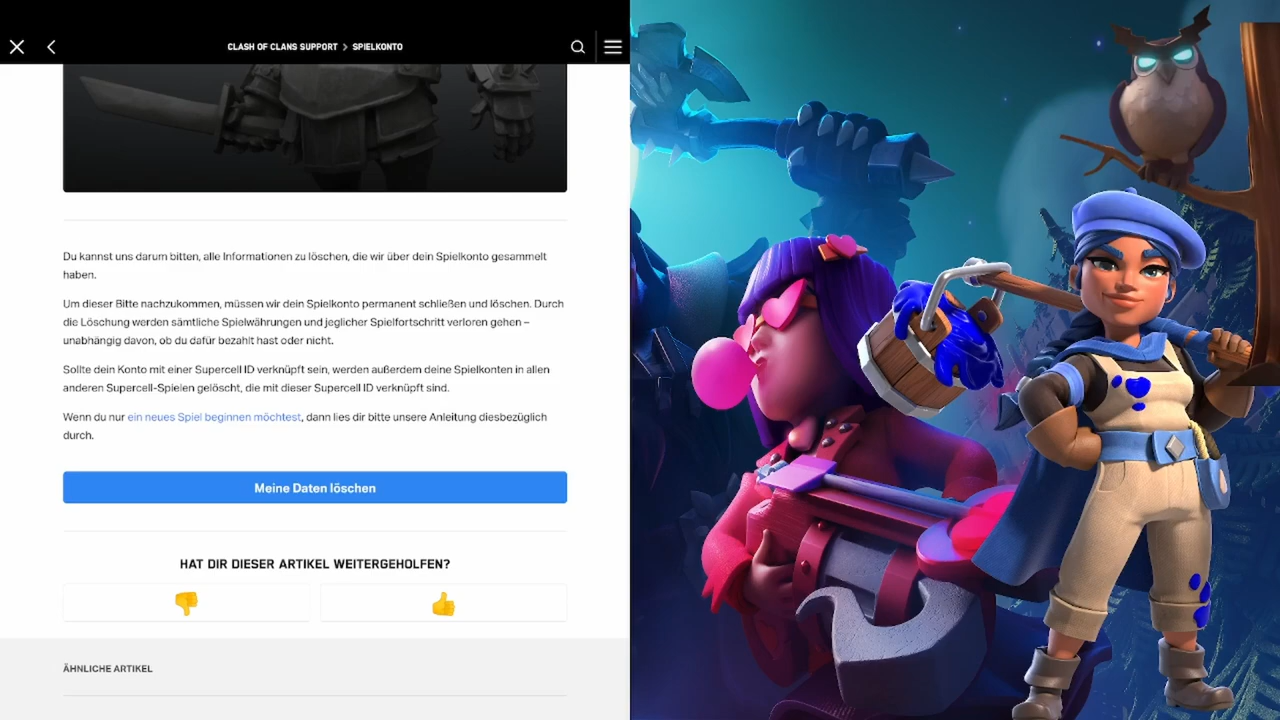 CLASH OF CLANS SUPPORT > SPIELKONTO
Du kannst uns darum bitten, alle Informationen zu löschen, die wir über dein Spielkonto gesammelt
haben.
Um dieser Bitte nachzukommen, müssen wir dein Spielkonto permanent schließen und löschen. Durch
die Löschung werden sämtliche Spielwährungen und jeglicher Spielfortschritt verloren gehen –
unabhängig davon, ob du dafür bezahlt hast oder nicht.
Sollte dein Konto mit einer Supercell ID verknüpft sein, werden außerdem deine Spielkonten in allen
anderen Supercell-Spielen gelöscht, die mit dieser Supercell ID verknüpft sind.
Wenn du nur ein neues Spiel beginnen möchtest, dann lies dir bitte unsere Anleitung diesbezüglich
durch.
Meine Daten löschen
HAT DIR DIESER ARTIKEL WEITERGEHOLFEN?
ÄHNLICHE ARTIKEL